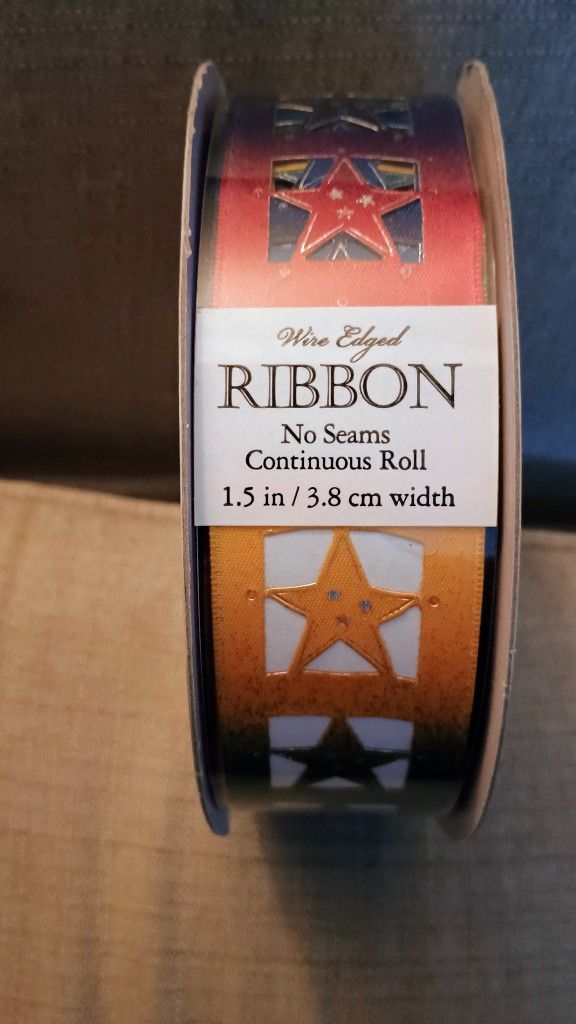 Wire Edged
RIBBON
No Seams
Continuous Roll
1.5 in / 3.8 cm width